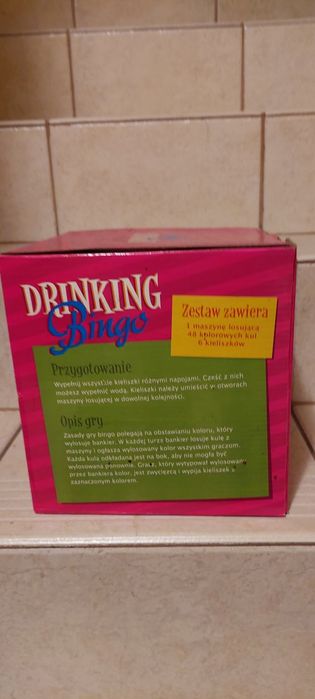 DRINKING
Bingo
Zestaw zawiera
1 maszynę losującą
48 kolorowych kul
6 kieliszków
Przygotowanie
Wypełnij wszystkie kieliszki różnymi napojami. Część z nich
możesz wypełnić wodą. Kieliszki należy umieścić w otworach
maszyny losującej w dowolnej kolejności.
Opis gry
Zasady gry bingo polegają na obstawianiu koloru, który
wylosuje bankier. W każdej turze bankier losuje kulę z
maszyny i ogłasza wylosowany kolor wszystkim graczom.
Każda kula odkładana jest na bok, aby nie mogła być
wylosowana ponownie. Gracz, który wytypował wylosowany
przez bankiera kolor, jest zwycięzcą i wypija kieliszek z
zaznaczonym kolorem.